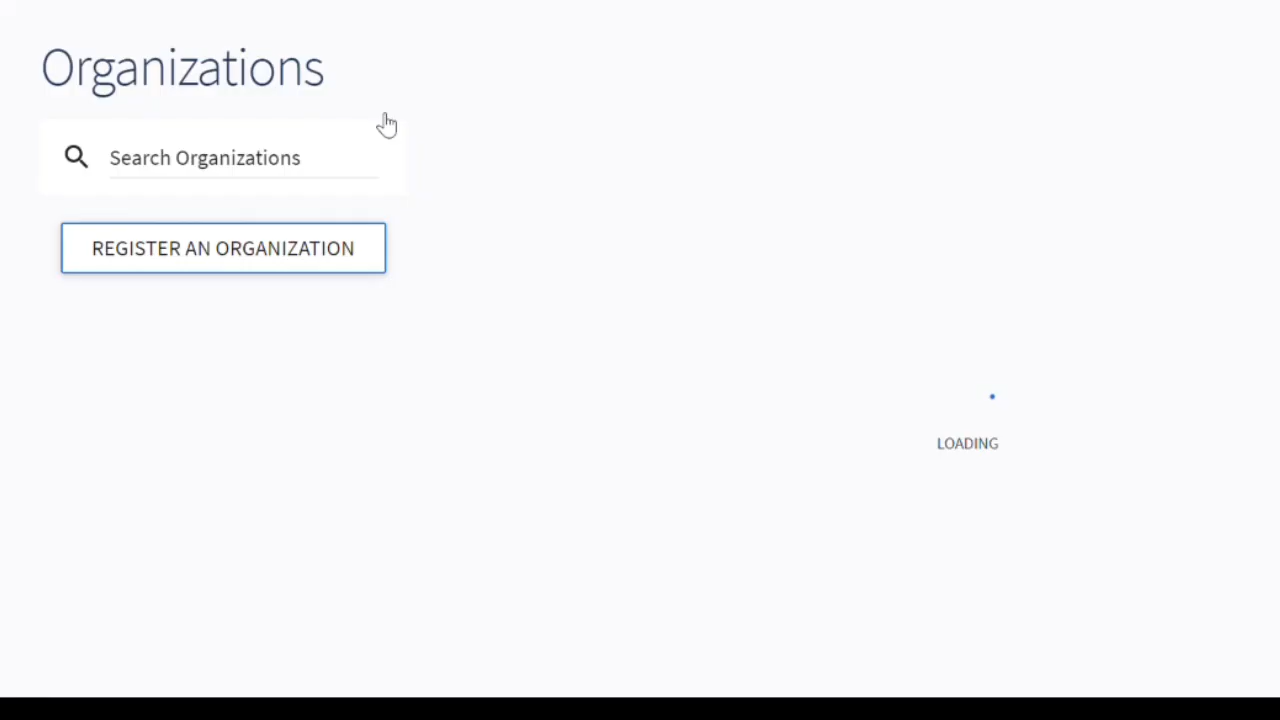 Organizations
Search Organizations
REGISTER AN ORGANIZATION
LOADING